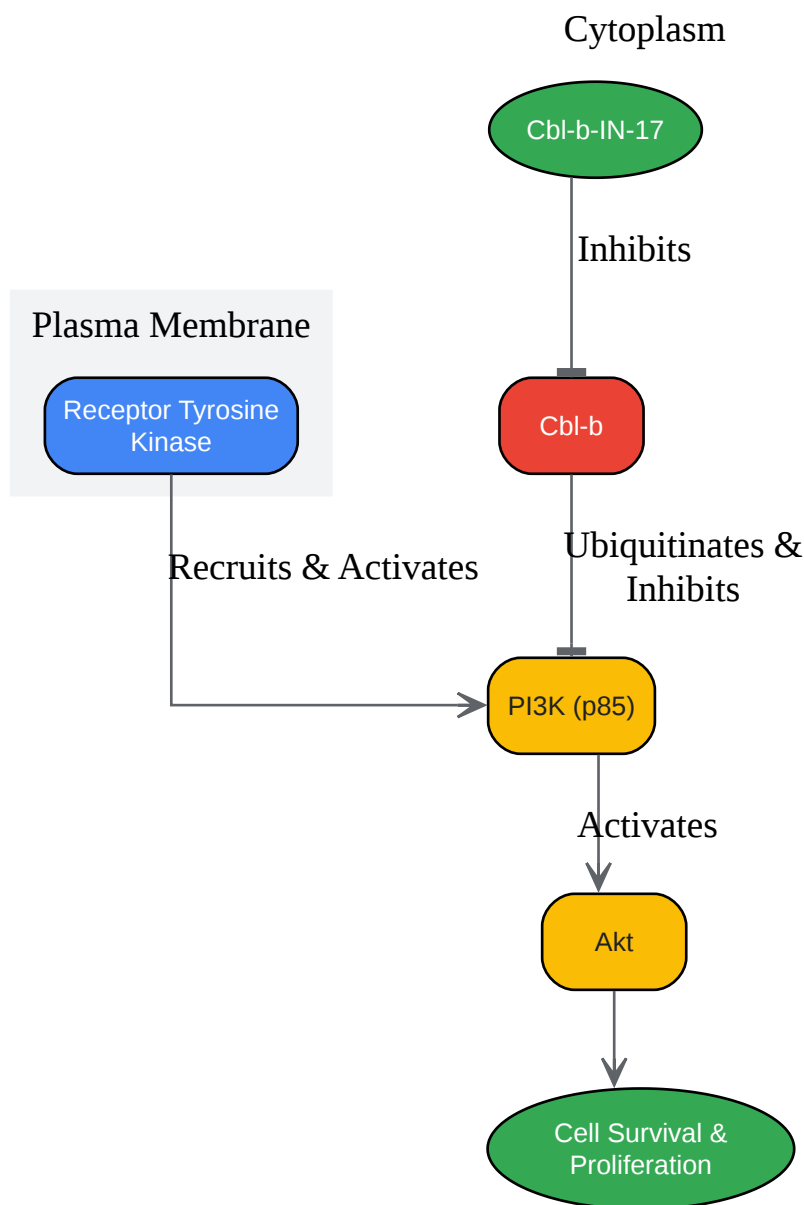 Cytoplasm
Cbl-b-IN-17
Inhibits
Plasma Membrane
Receptor Tyrosine
Kinase
Cbl-b
Recruits & Activates
Ubiquitinates &
Inhibits
PI3K (p85)
Activates
Akt
Cell Survival &
Proliferation